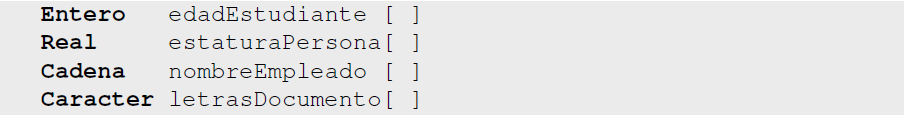 Entero edadEstudiante [ ]
Real estaturaPersona[ ]
Cadena nombreEmpleado [ ]
Caracter letrasDocumento[ ]